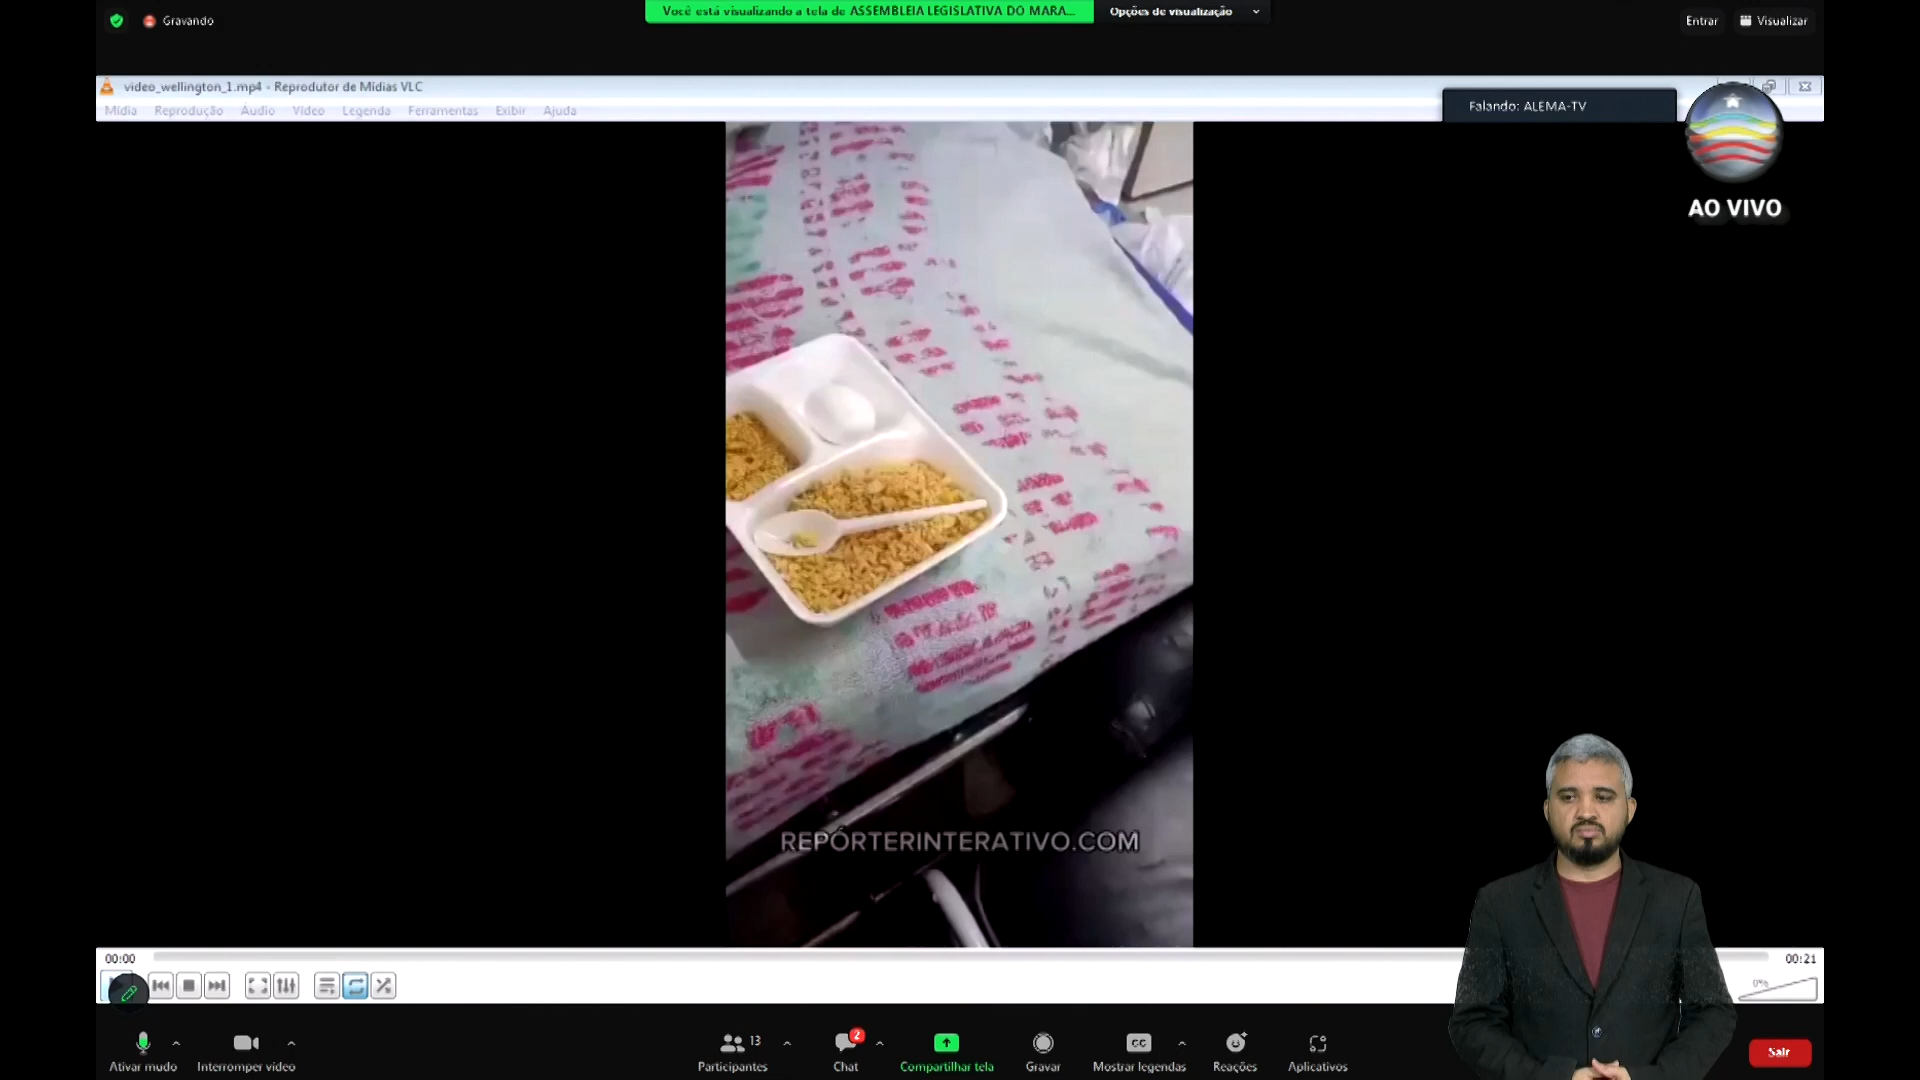 Gravando
Você está visualizando a tela de ASSEMBLEIA LEGISLATIVA DO MARA...
Opções de visualização
Entrar
Visualizar
video_wellington_1.mp4 - Reprodutor de Mídias VLC
Mídia Reprodução Áudio Vídeo Legenda Ferramentas Exibir Ajuda
Falando: ALEMA-TV
AO VIVO
REPÓRTERINTERATIVO.COM
00:00
00:21
0%
Ativar mudo
Interromper vídeo
13
Participantes
2
Chat
Compartilhar tela
Gravar
CC
Mostrar legendas
Reações
Aplicativos
Sair